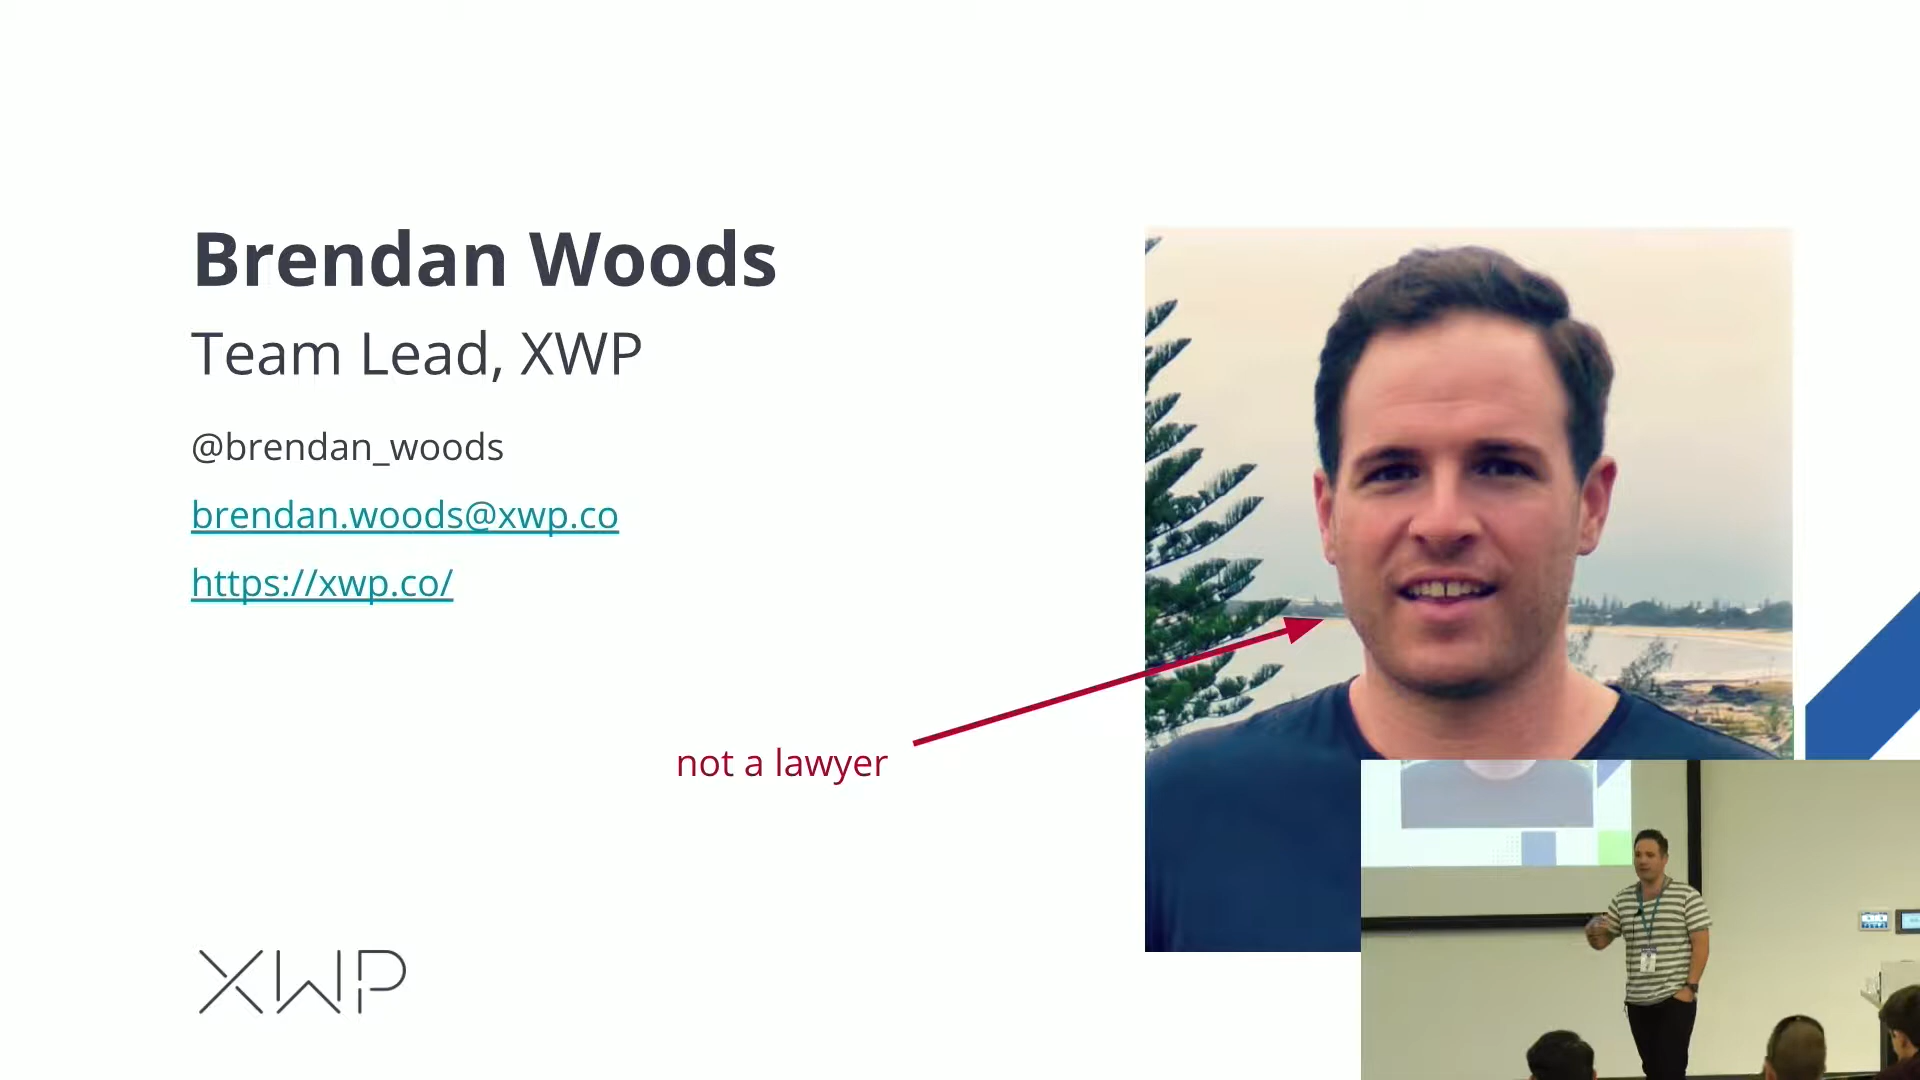 Brendan Woods
Team Lead, XWP
@brendan_woods
brendan.woods@xwp.co
https://xwp.co/
not a lawyer
XWP